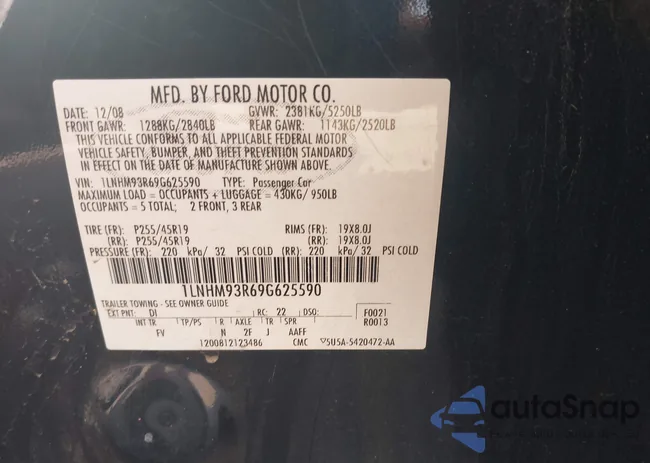 MFD. BY FORD MOTOR CO.
DATE: 12/08 GVWR: 2381KG/5250LB
FRONT GAWR: 1288KG/2840LB REAR GAWR: 1143KG/2520LB
THIS VEHICLE CONFORMS TO ALL APPLICABLE FEDERAL MOTOR
VEHICLE SAFETY, BUMPER, AND THEFT PREVENTION STANDARDS
IN EFFECT ON THE DATE OF MANUFACTURE SHOWN ABOVE.
VIN: 1LNHM93R69G625590 TYPE: Passenger Car
MAXIMUM LOAD = OCCUPANTS + LUGGAGE = 430KG/ 950LB
OCCUPANTS = 5 TOTAL; 2 FRONT, 3 REAR
TIRE (FR): P255/45R19 RIMS (FR): 19X8.0J
(RR): P255/45R19 (RR): 19X8.0J
PRESSURE (FR): 220 kPa/ 32 PSI COLD (RR): 220 kPa/ 32 PSI COLD
1LNHM93R69G625590
TRAILER TOWING - SEE OWNER GUIDE
EXT PNT: DI RC: 22 DSO: F0021
R0013
INT TR TP/PS R AXLE TR SPR
FV N 2F J AAFF
1200812123486 CMC 5U5A-5420472-AA
autoSnap